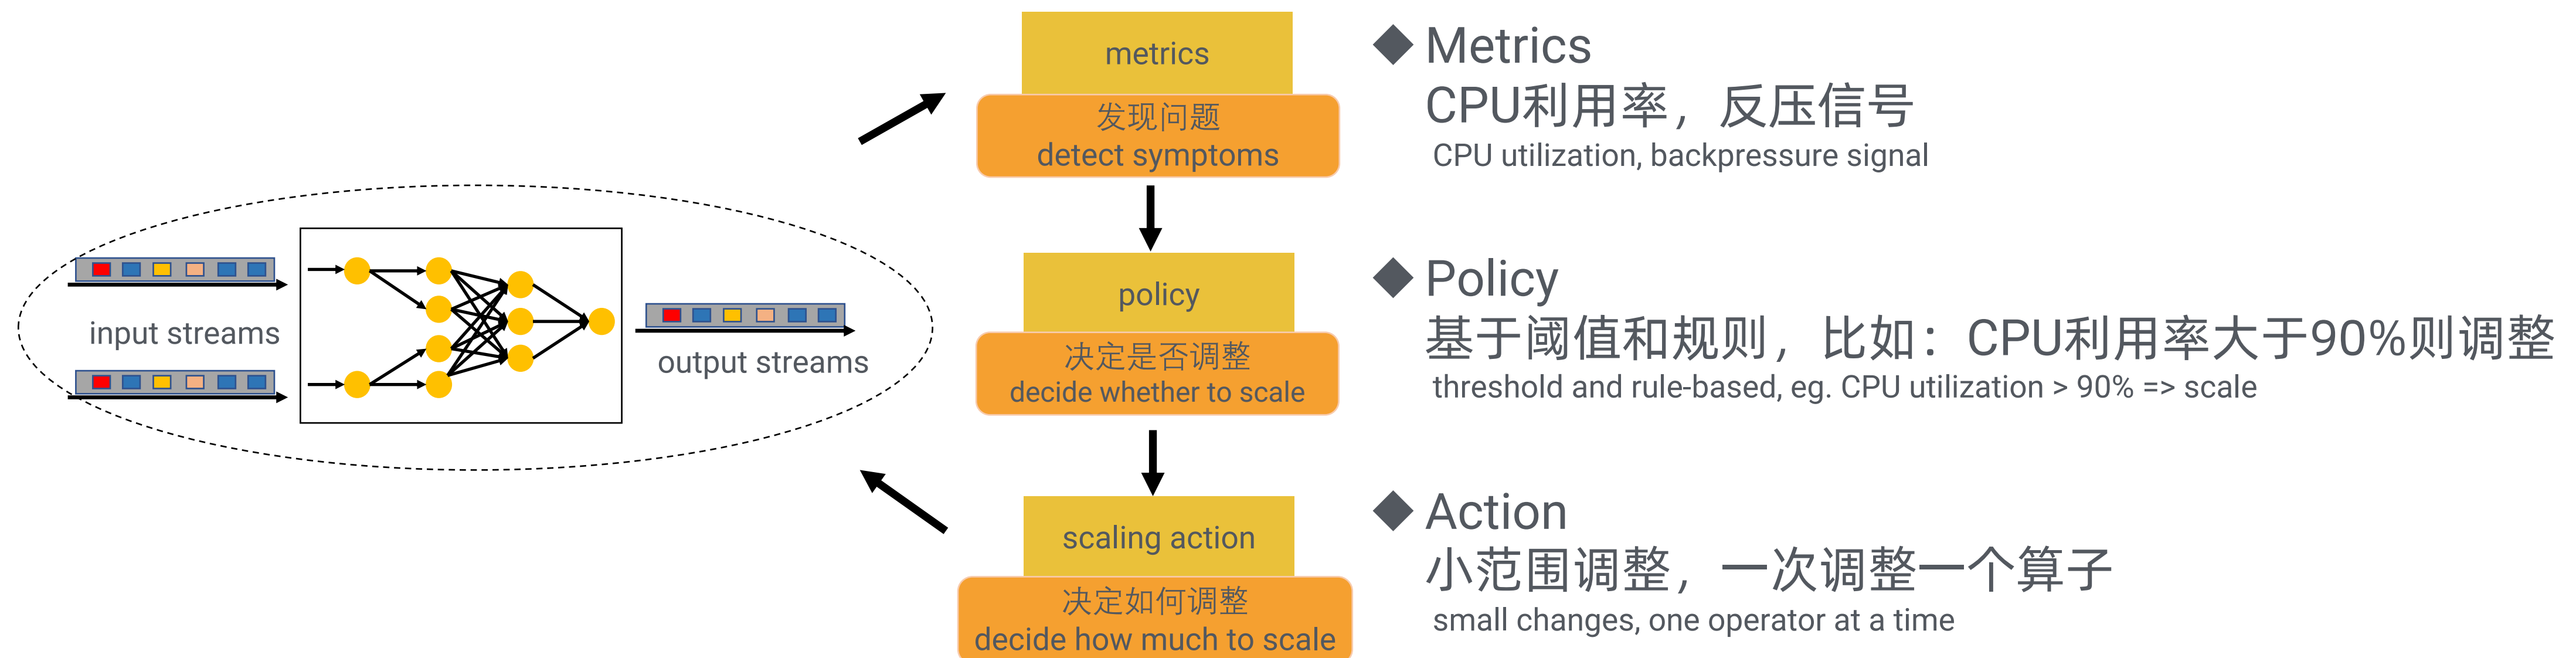 input streams
output streams
metrics
发现问题
detect symptoms
policy
决定是否调整
decide whether to scale
scaling action
决定如何调整
decide how much to scale
◆ Metrics
CPU利用率，反压信号
CPU utilization, backpressure signal
◆ Policy
基于阈值和规则，比如：CPU利用率大于90%则调整
threshold and rule-based, eg. CPU utilization > 90% => scale
◆ Action
小范围调整，一次调整一个算子
small changes, one operator at a time